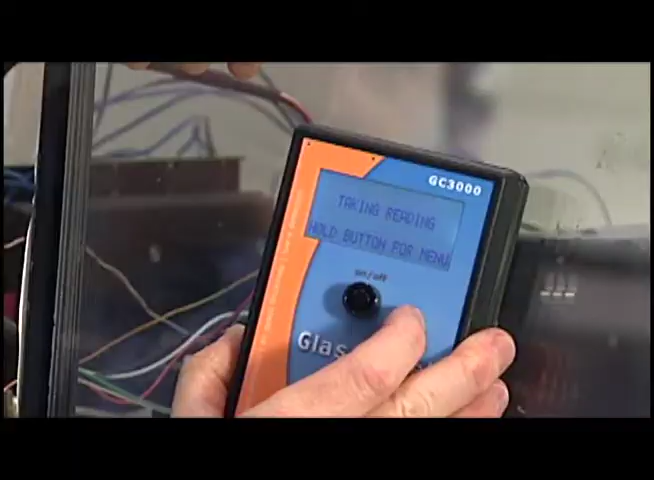 GC3000
TAKING READING
HOLD BUTTON FOR MENU
on/off
Glas